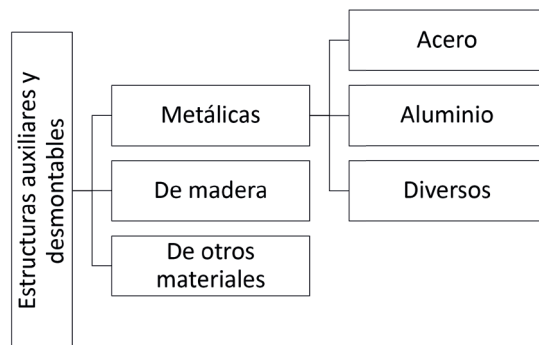 Estructuras auxiliares y
desmontables
Metálicas
De madera
De otros
materiales
Acero
Aluminio
Diversos